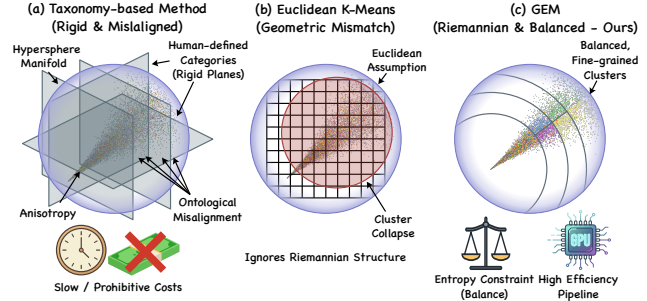 (a) Taxonomy-based Method
(Rigid & Mislaligned)
Hypersphere
Manifold
Human-defined
Categories
(Rigid Planes)
Anisotropy
Ontological
Misalignment
Slow / Prohibitive Costs
(b) Euclidean K-Means
(Geometric Mismatch)
Euclidean
Assumption
Cluster
Collapse
Ignores Riemannian Structure
(c) GEM
(Riemannian & Balanced - Ours)
Balanced,
Fine-grained
Clusters
Entropy Constraint
(Balance)
GPU
High Efficiency
Pipeline